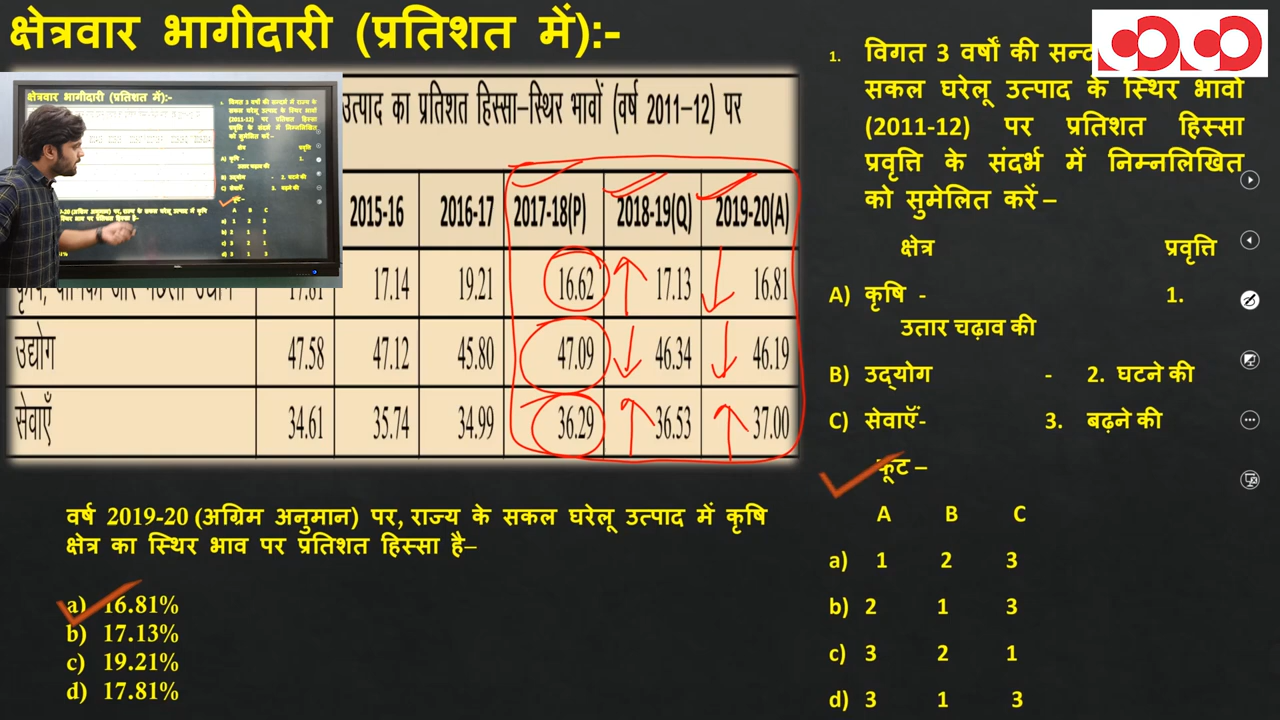 क्षेत्रवार भागीदारी (प्रतिशत में):-
उत्पाद का प्रतिशत हिस्सा–स्थिर भावों (वर्ष 2011–12) पर
2015-16 2016-17 2017-18(P) 2018-19(Q) 2019-20(A)
17.81 17.14 19.21 16.62 17.13 16.81
उद्योग 47.58 47.12 45.80 47.09 46.34 46.19
सेवाएँ 34.61 35.74 34.99 36.29 36.53 37.00
वर्ष 2019-20 (अग्रिम अनुमान) पर, राज्य के सकल घरेलू उत्पाद में कृषि
क्षेत्र का स्थिर भाव पर प्रतिशत हिस्सा है–
a) 16.81%
b) 17.13%
c) 19.21%
d) 17.81%
1. विगत 3 वर्षों की
सकल घरेलू उत्पाद के स्थिर भावों
(2011-12) पर प्रतिशत हिस्सा
प्रवृत्ति के संदर्भ में निम्नलिखित
को सुमेलित करें –
क्षेत्र प्रवृत्ति
A) कृषि - 1.
उतार चढ़ाव की
B) उद्योग - 2. घटने की
C) सेवाएँ- 3. बढ़ने की
कूट –
A B C
a) 1 2 3
b) 2 1 3
c) 3 2 1
d) 3 1 3